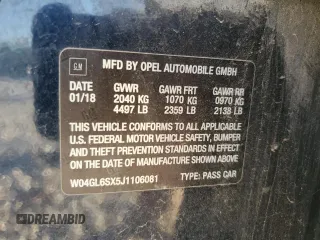 GM MFD BY OPEL AUTOMOBILE GMBH
DATE GVWR GAWR FRT GAWR RR
01/18 2040 KG 1070 KG 0970 KG
4497 LB 2359 LB 2138 LB
THIS VEHICLE CONFORMS TO ALL APPLICABLE
U.S. FEDERAL MOTOR VEHICLE SAFETY, BUMPER
AND THEFT PREVENTION STANDARDS IN EFFECT
ON THE DATE OF MANUFACTURE SHOWN ABOVE.
W04GL6SX5J1106081 TYPE: PASS CAR
DREAMBID